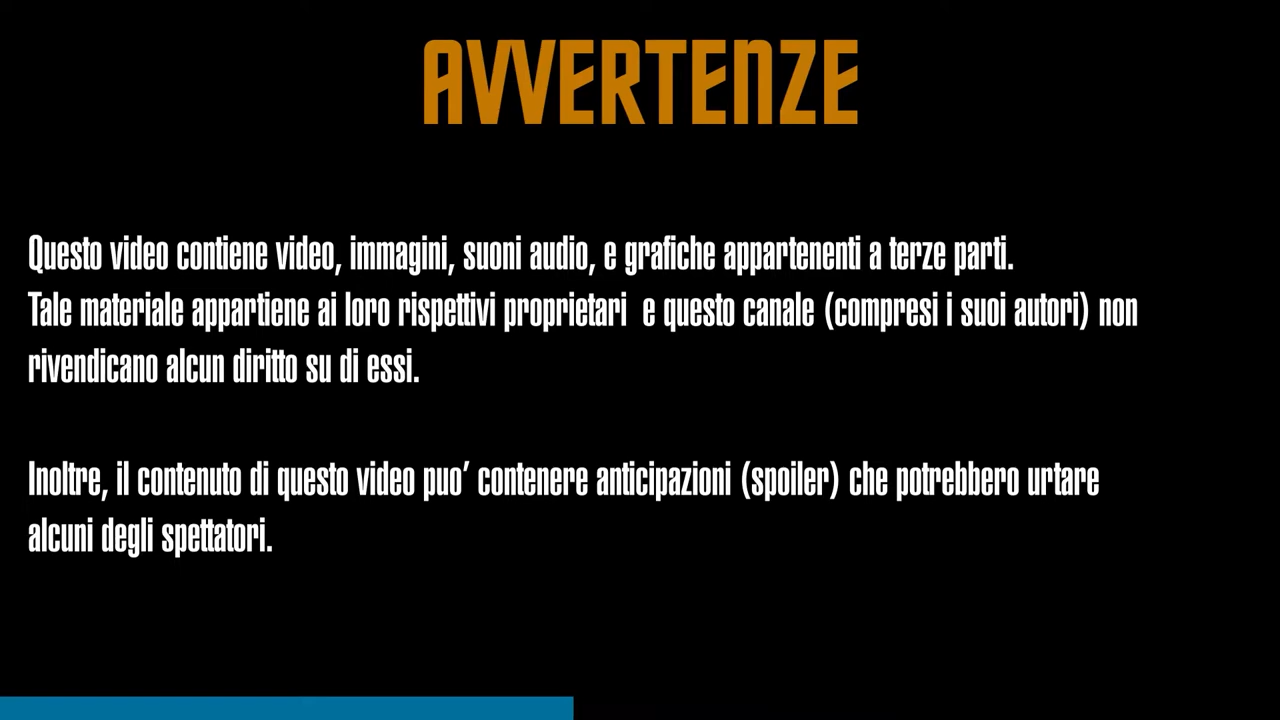 AVVERTENZE
Questo video contiene video, immagini, suoni audio, e grafiche appartenenti a terze parti.
Tale materiale appartiene ai loro rispettivi proprietari  e questo canale (compresi i suoi autori) non
rivendicano alcun diritto su di essi.
Inoltre, il contenuto di questo video puo’ contenere anticipazioni (spoiler) che potrebbero urtare
alcuni degli spettatori.